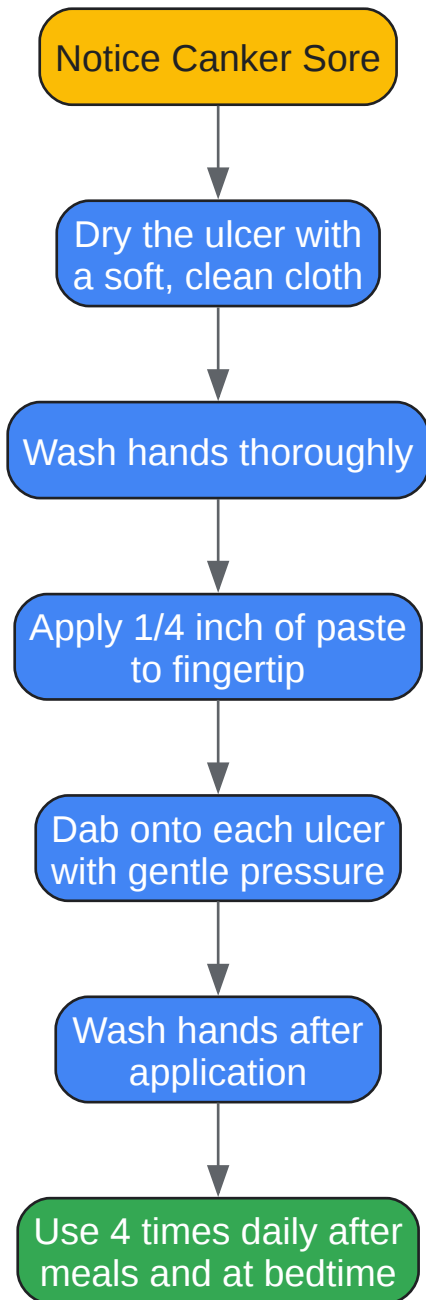 Notice Canker Sore
Dry the ulcer with
a soft, clean cloth
Wash hands thoroughly
Apply 1/4 inch of paste
to fingertip
Dab onto each ulcer
with gentle pressure
Wash hands after
application
Use 4 times daily after
meals and at bedtime